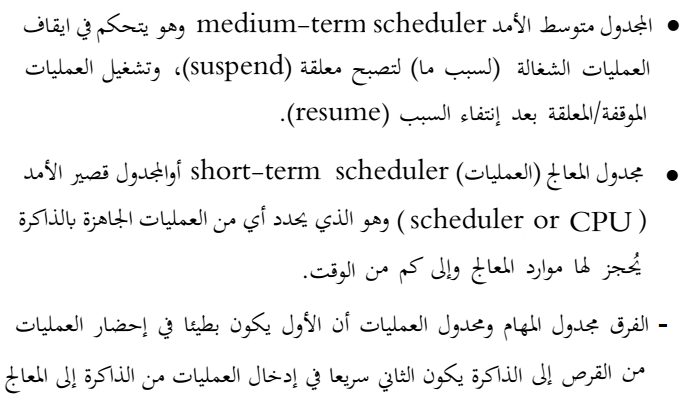 ● المجدول متوسط الأمد medium-term scheduler وهو يتحكم في ايقاف
العمليات الشغالة (لسبب ما) لتصبح معلقة (suspend)، وتشغيل العمليات
الموقفة/المعلقة بعد إنتفاء السبب (resume).
● مجدول المعالج (العمليات) short-term scheduler أوالمجدول قصير الأمد
( scheduler or CPU ) وهو الذي يحدد أي من العمليات الجاهزة بالذاكرة
يُحجز لها موارد المعالج وإلى كم من الوقت.
- الفرق مجدول المهام ومحدول العمليات أن الأول يكون بطيئا في إحضار العمليات
من القرص إلى الذاكرة يكون الثاني سريعا في إدخال العمليات من الذاكرة إلى المعالج